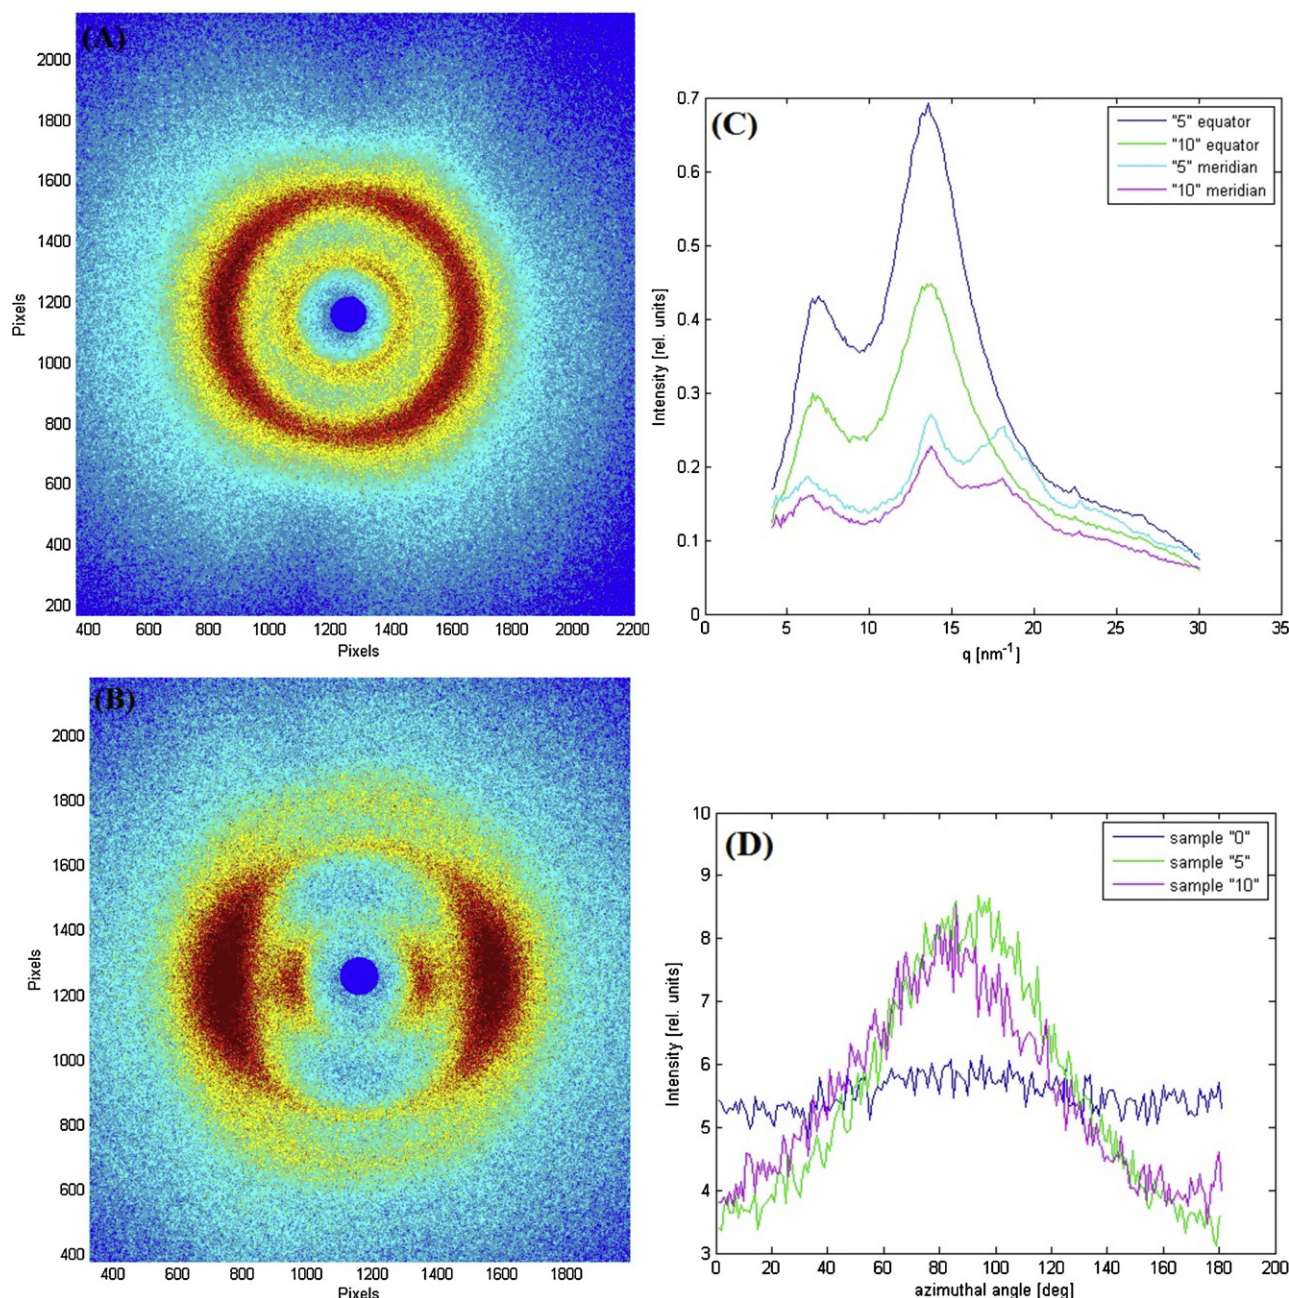 (A)
2000
1800
1600
1400
1200
1000
800
600
400
200
Pixels
400 600 800 1000 1200 1400 1600 1800 2000 2200
Pixels
(B)
2000
1800
1600
1400
1200
1000
800
600
400
Pixels
400 600 800 1000 1200 1400 1600 1800
Pixels
(C)
0.7
0.6
0.5
0.4
0.3
0.2
0.1
0
Intensity [rel. units]
"5" equator
"10" equator
"5" meridian
"10" meridian
0 5 10 15 20 25 30 35
q [nm-1]
(D)
10
9
8
7
6
5
4
3
Intensity [rel. units]
sample "0"
sample "5"
sample "10"
0 20 40 60 80 100 120 140 160 180 200
azimuthal angle [deg]